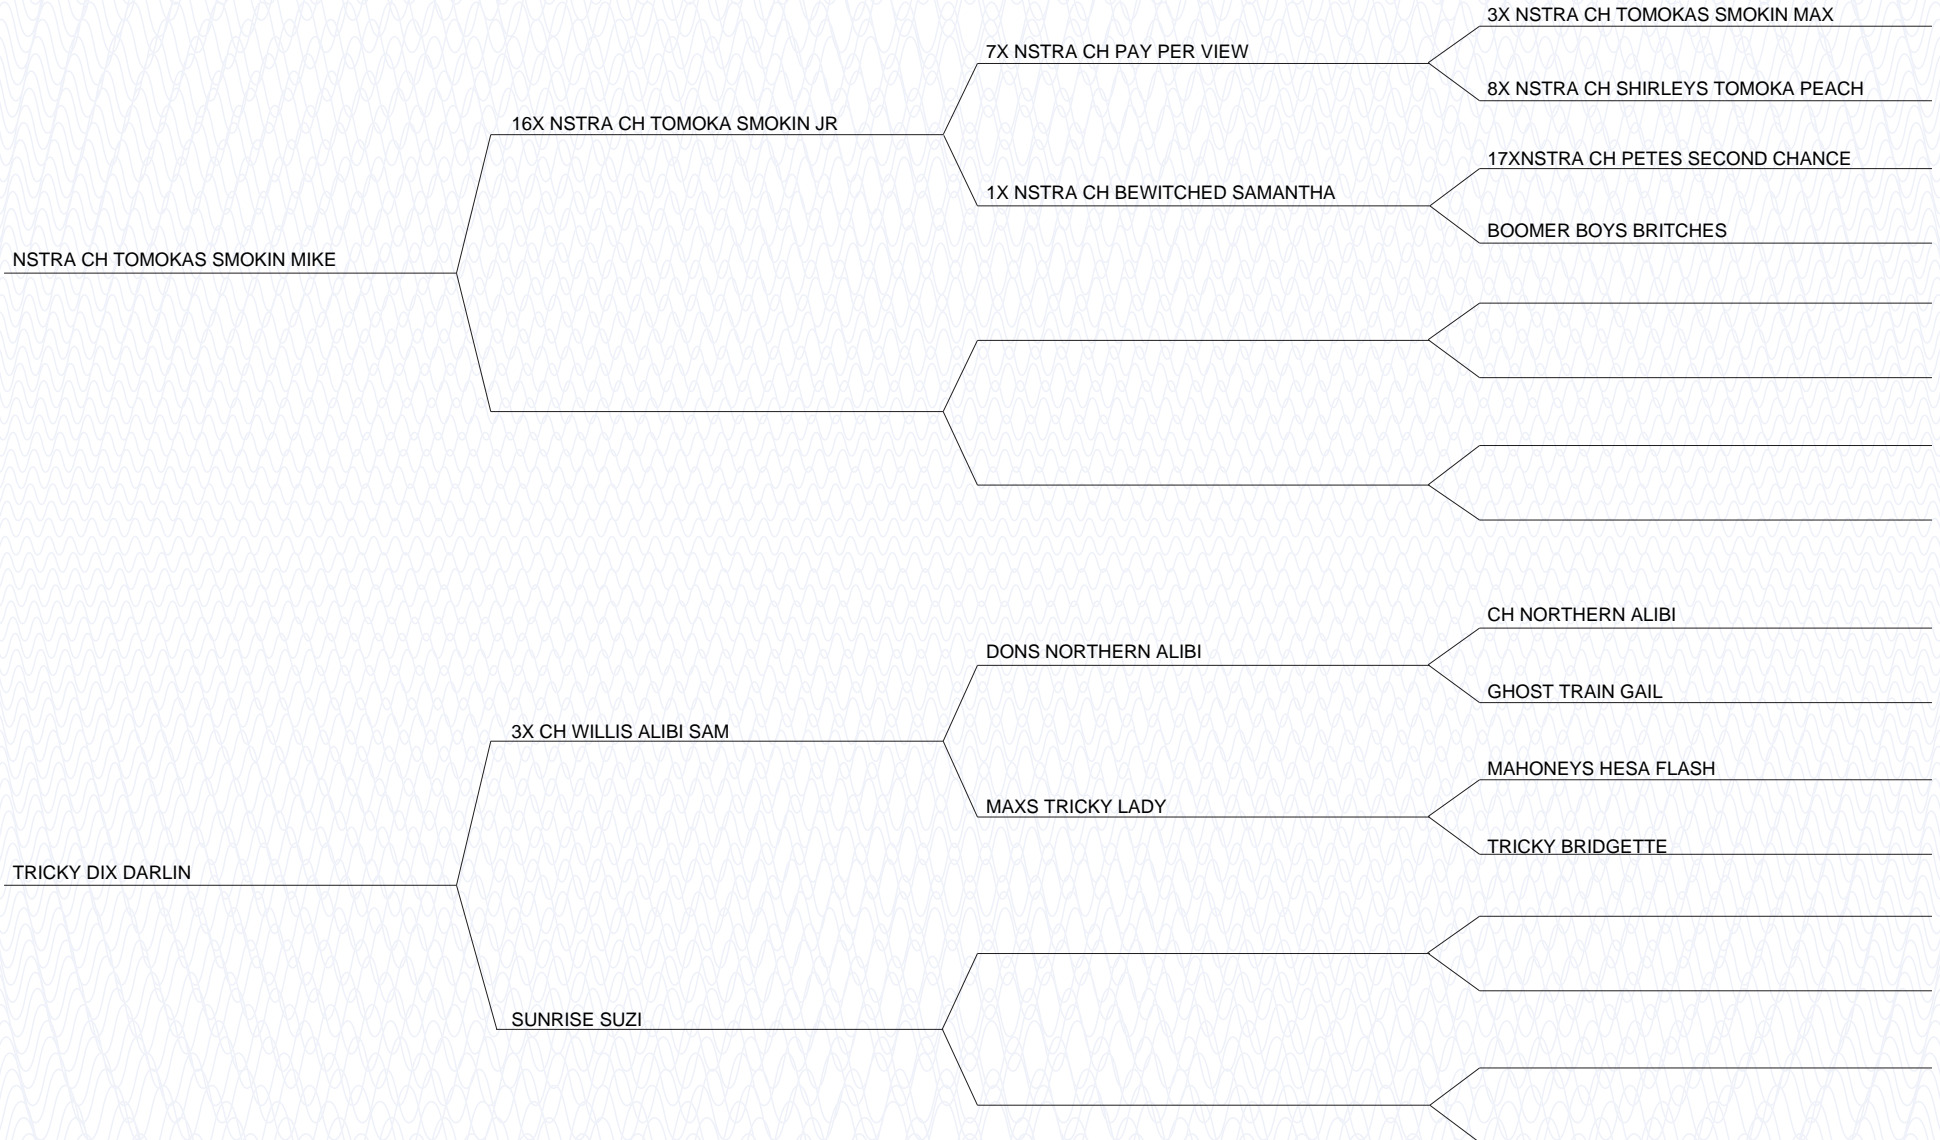 3X NSTRA CH TOMOKAS SMOKIN MAX
7X NSTRA CH PAY PER VIEW
8X NSTRA CH SHIRLEYS TOMOKA PEACH
16X NSTRA CH TOMOKA SMOKIN JR
17XNSTRA CH PETES SECOND CHANCE
1X NSTRA CH BEWITCHED SAMANTHA
BOOMER BOYS BRITCHES
NSTRA CH TOMOKAS SMOKIN MIKE
CH NORTHERN ALIBI
DONS NORTHERN ALIBI
GHOST TRAIN GAIL
3X CH WILLIS ALIBI SAM
MAHONEYS HESA FLASH
MAXS TRICKY LADY
TRICKY BRIDGETTE
TRICKY DIX DARLIN
SUNRISE SUZI